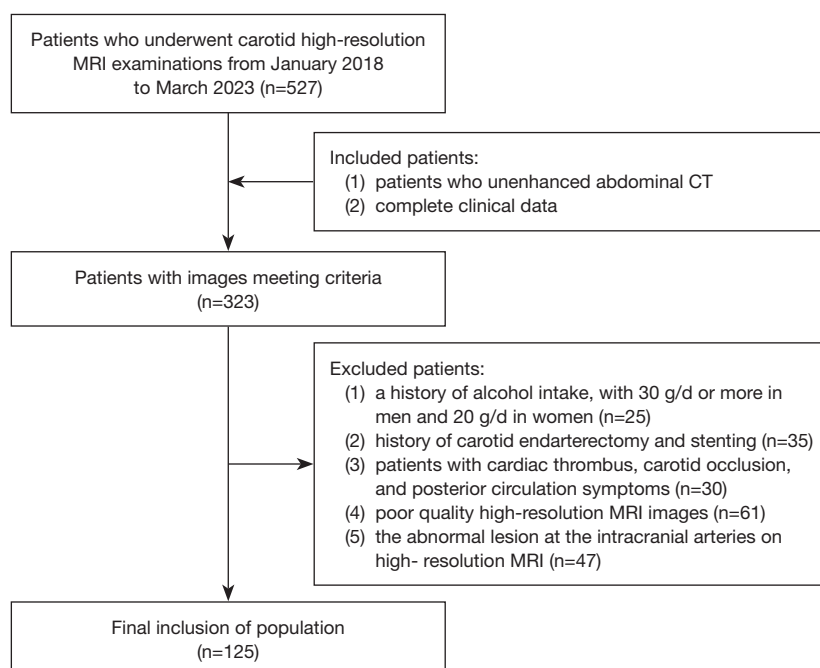 Patients who underwent carotid high-resolution
MRI examinations from January 2018
to March 2023 (n=527)
Included patients:
(1) patients who unenhanced abdominal CT
(2) complete clinical data
Patients with images meeting criteria
(n=323)
Excluded patients:
(1) a history of alcohol intake, with 30 g/d or more in
men and 20 g/d in women (n=25)
(2) history of carotid endarterectomy and stenting (n=35)
(3) patients with cardiac thrombus, carotid occlusion,
and posterior circulation symptoms (n=30)
(4) poor quality high-resolution MRI images (n=61)
(5) the abnormal lesion at the intracranial arteries on
high- resolution MRI (n=47)
Final inclusion of population
(n=125)